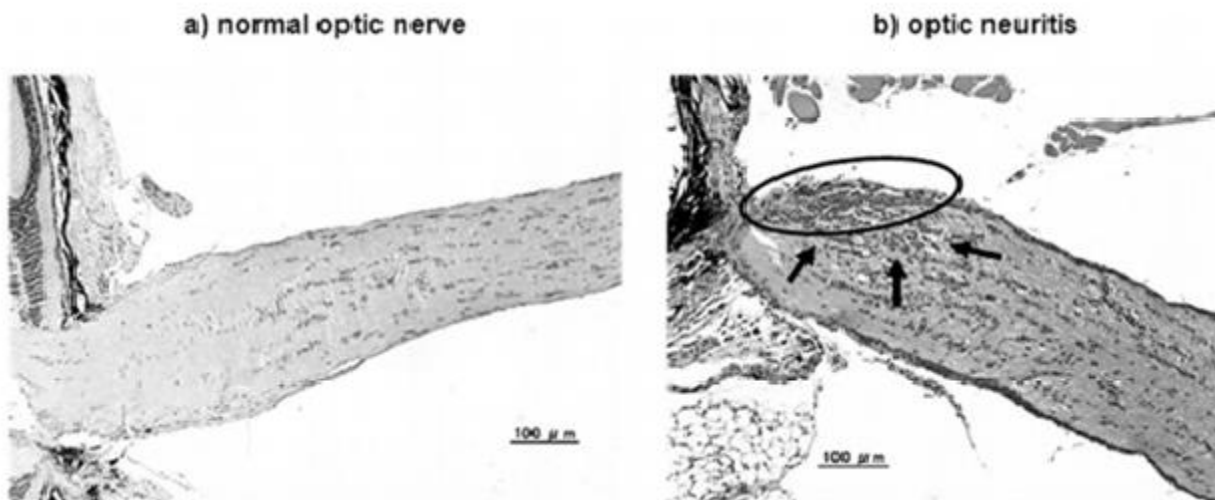 a) normal optic nerve
b) optic neuritis
100 μm
100 μm